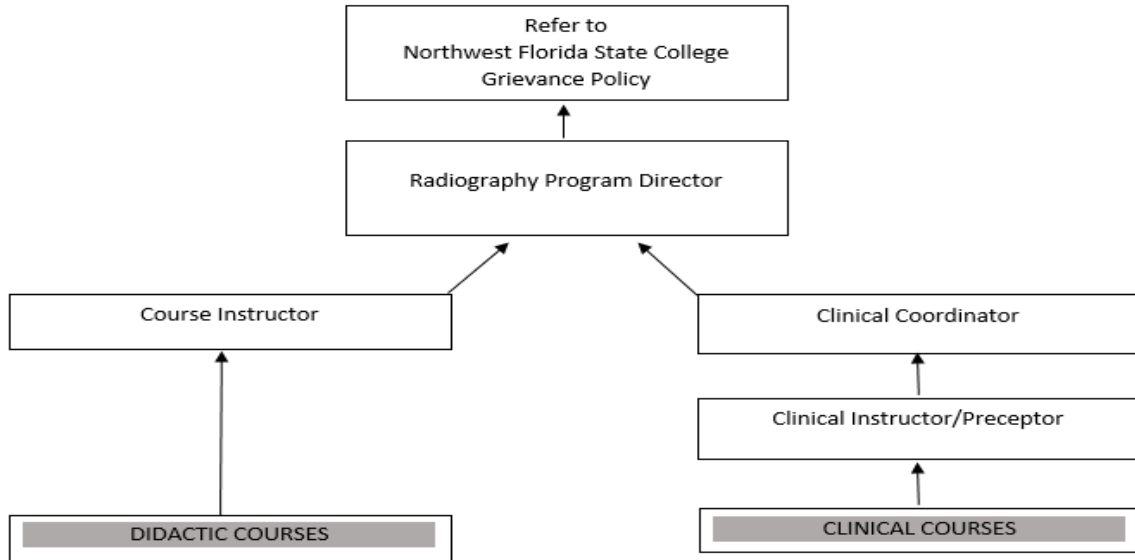 Refer to
Northwest Florida State College
Grievance Policy
Radiography Program Director
Course Instructor
Clinical Coordinator
Clinical Instructor/Preceptor
DIDACTIC COURSES
CLINICAL COURSES